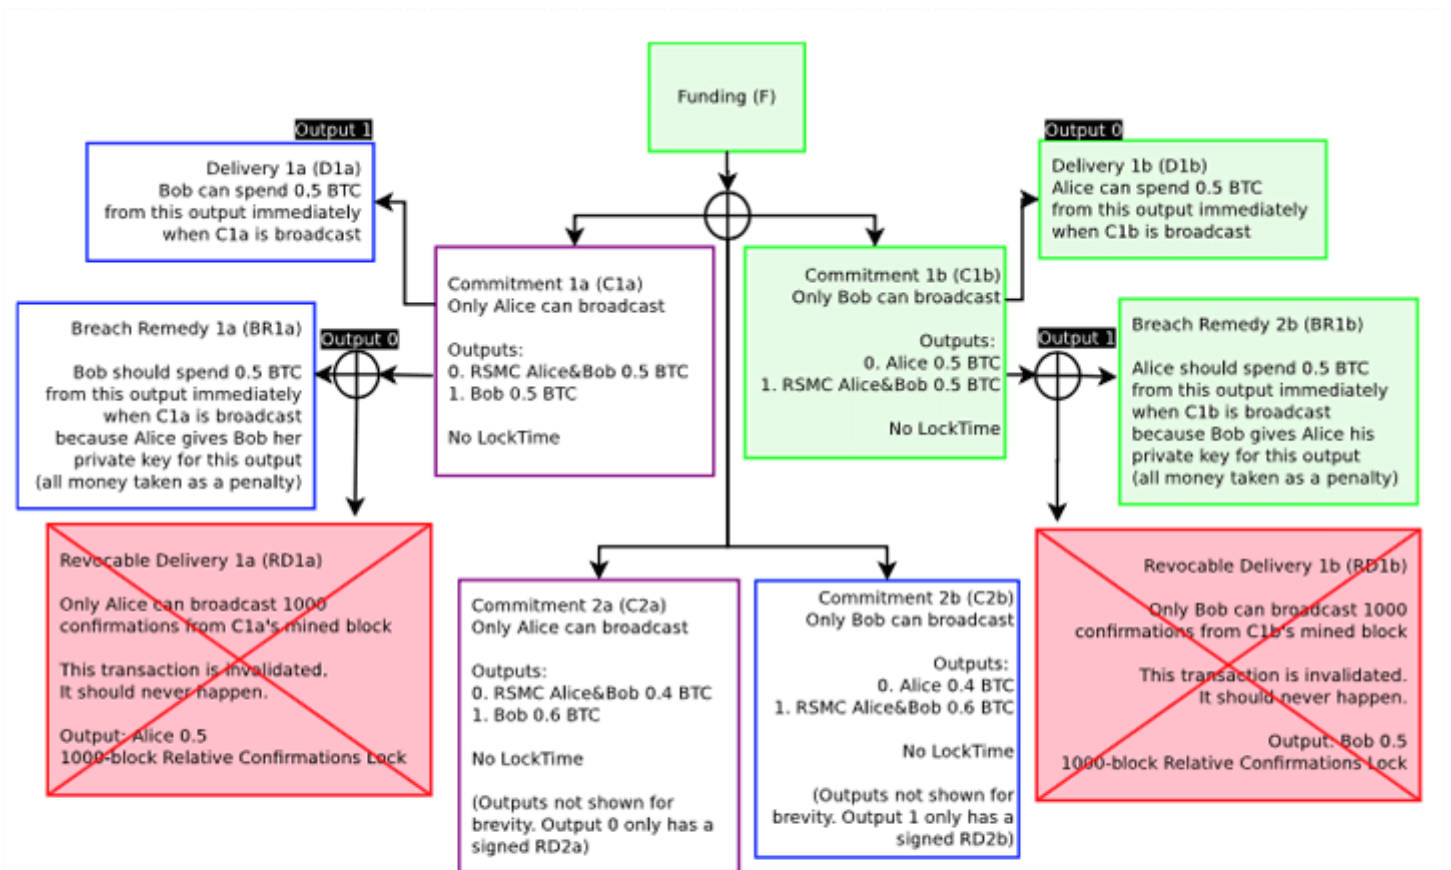 Funding (F)
Output 1
Delivery 1a (D1a)
Bob can spend 0.5 BTC
from this output immediately
when C1a is broadcast
Output 0
Delivery 1b (D1b)
Alice can spend 0.5 BTC
from this output immediately
when C1b is broadcast
Commitment 1a (C1a)
Only Alice can broadcast
Outputs:
0. RSMC Alice&Bob 0.5 BTC
1. Bob 0.5 BTC
No LockTime
Commitment 1b (C1b)
Only Bob can broadcast
Outputs:
0. Alice 0.5 BTC
1. RSMC Alice&Bob 0.5 BTC
No LockTime
Breach Remedy 1a (BR1a)
Bob should spend 0.5 BTC
from this output immediately
when C1a is broadcast
because Alice gives Bob her
private key for this output
(all money taken as a penalty)
Output 0
Output 1
Breach Remedy 2b (BR1b)
Alice should spend 0.5 BTC
from this output immediately
when C1b is broadcast
because Bob gives Alice his
private key for this output
(all money taken as a penalty)
Revocable Delivery 1a (RD1a)
Only Alice can broadcast 1000
confirmations from C1a's mined block
This transaction is invalidated.
It should never happen.
Output: Alice 0.5
1000-block Relative Confirmations Lock
Commitment 2a (C2a)
Only Alice can broadcast
Outputs:
0. RSMC Alice&Bob 0.4 BTC
1. Bob 0.6 BTC
No LockTime
(Outputs not shown for
brevity. Output 0 only has a
signed RD2a)
Commitment 2b (C2b)
Only Bob can broadcast
Outputs:
0. Alice 0.4 BTC
1. RSMC Alice&Bob 0.6 BTC
No LockTime
(Outputs not shown for
brevity. Output 1 only has a
signed RD2b)
Revocable Delivery 1b (RD1b)
Only Bob can broadcast 1000
confirmations from C1b's mined block
This transaction is invalidated.
It should never happen.
Output: Bob 0.5
1000-block Relative Confirmations Lock